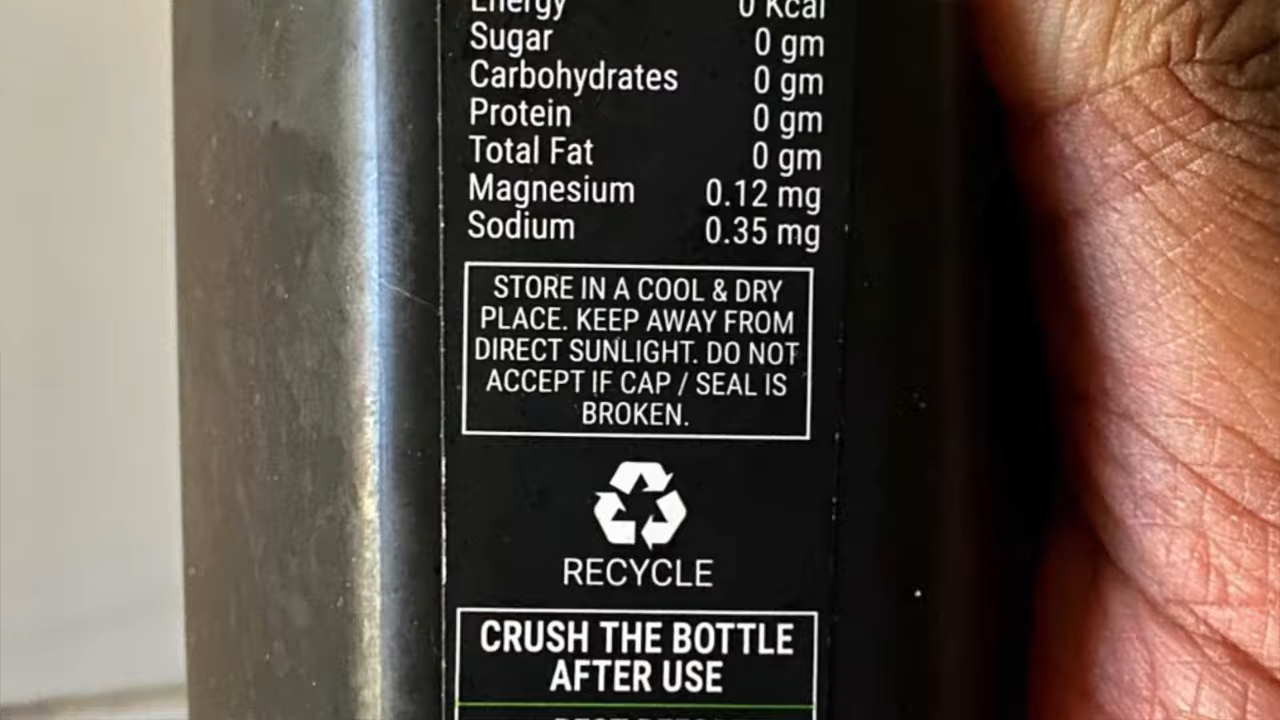 Energy 0 Kcal
Sugar 0 gm
Carbohydrates 0 gm
Protein 0 gm
Total Fat 0 gm
Magnesium 0.12 mg
Sodium 0.35 mg
STORE IN A COOL & DRY
PLACE. KEEP AWAY FROM
DIRECT SUNLIGHT. DO NOT
ACCEPT IF CAP / SEAL IS
BROKEN.
RECYCLE
CRUSH THE BOTTLE
AFTER USE